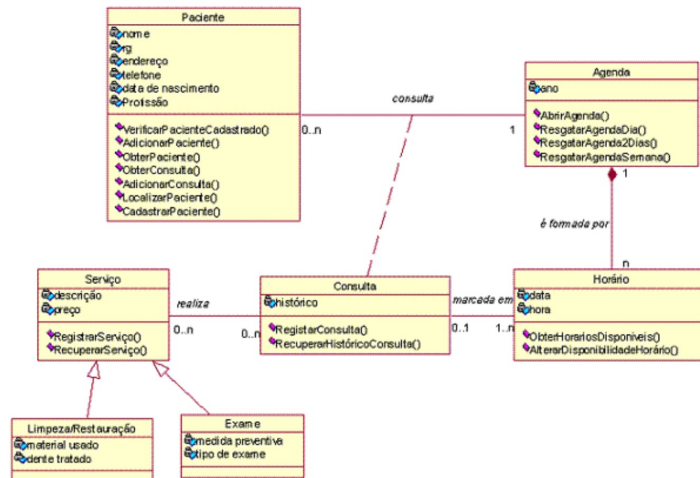 Paciente
nome
rg
endereço
telefone
data de nascimento
Profissão
VerificarPacienteCadastrado()
AdicionarPaciente()
ObterPaciente()
ObterConsulta()
AdicionarConsulta()
LocalizarPaciente()
CadastrarPaciente()
consulta
0..n
1
Agenda
ano
AbrirAgenda()
ResgatarAgendaDia()
ResgatarAgenda2Dias()
ResgatarAgendaSemana()
1
é formada por
n
Serviço
descrição
preço
RegistrarServiço()
RecuperarServiço()
realiza
0..n
0..n
Consulta
histórico
RegistarConsulta()
RecuperarHistóricoConsulta()
marcada em
0..1
1..n
Horário
data
hora
ObterHorariosDisponiveis()
AlterarDisponibilidadeHorário()
Limpeza/Restauração
material usado
dente tratado
Exame
medida preventiva
tipo de exame